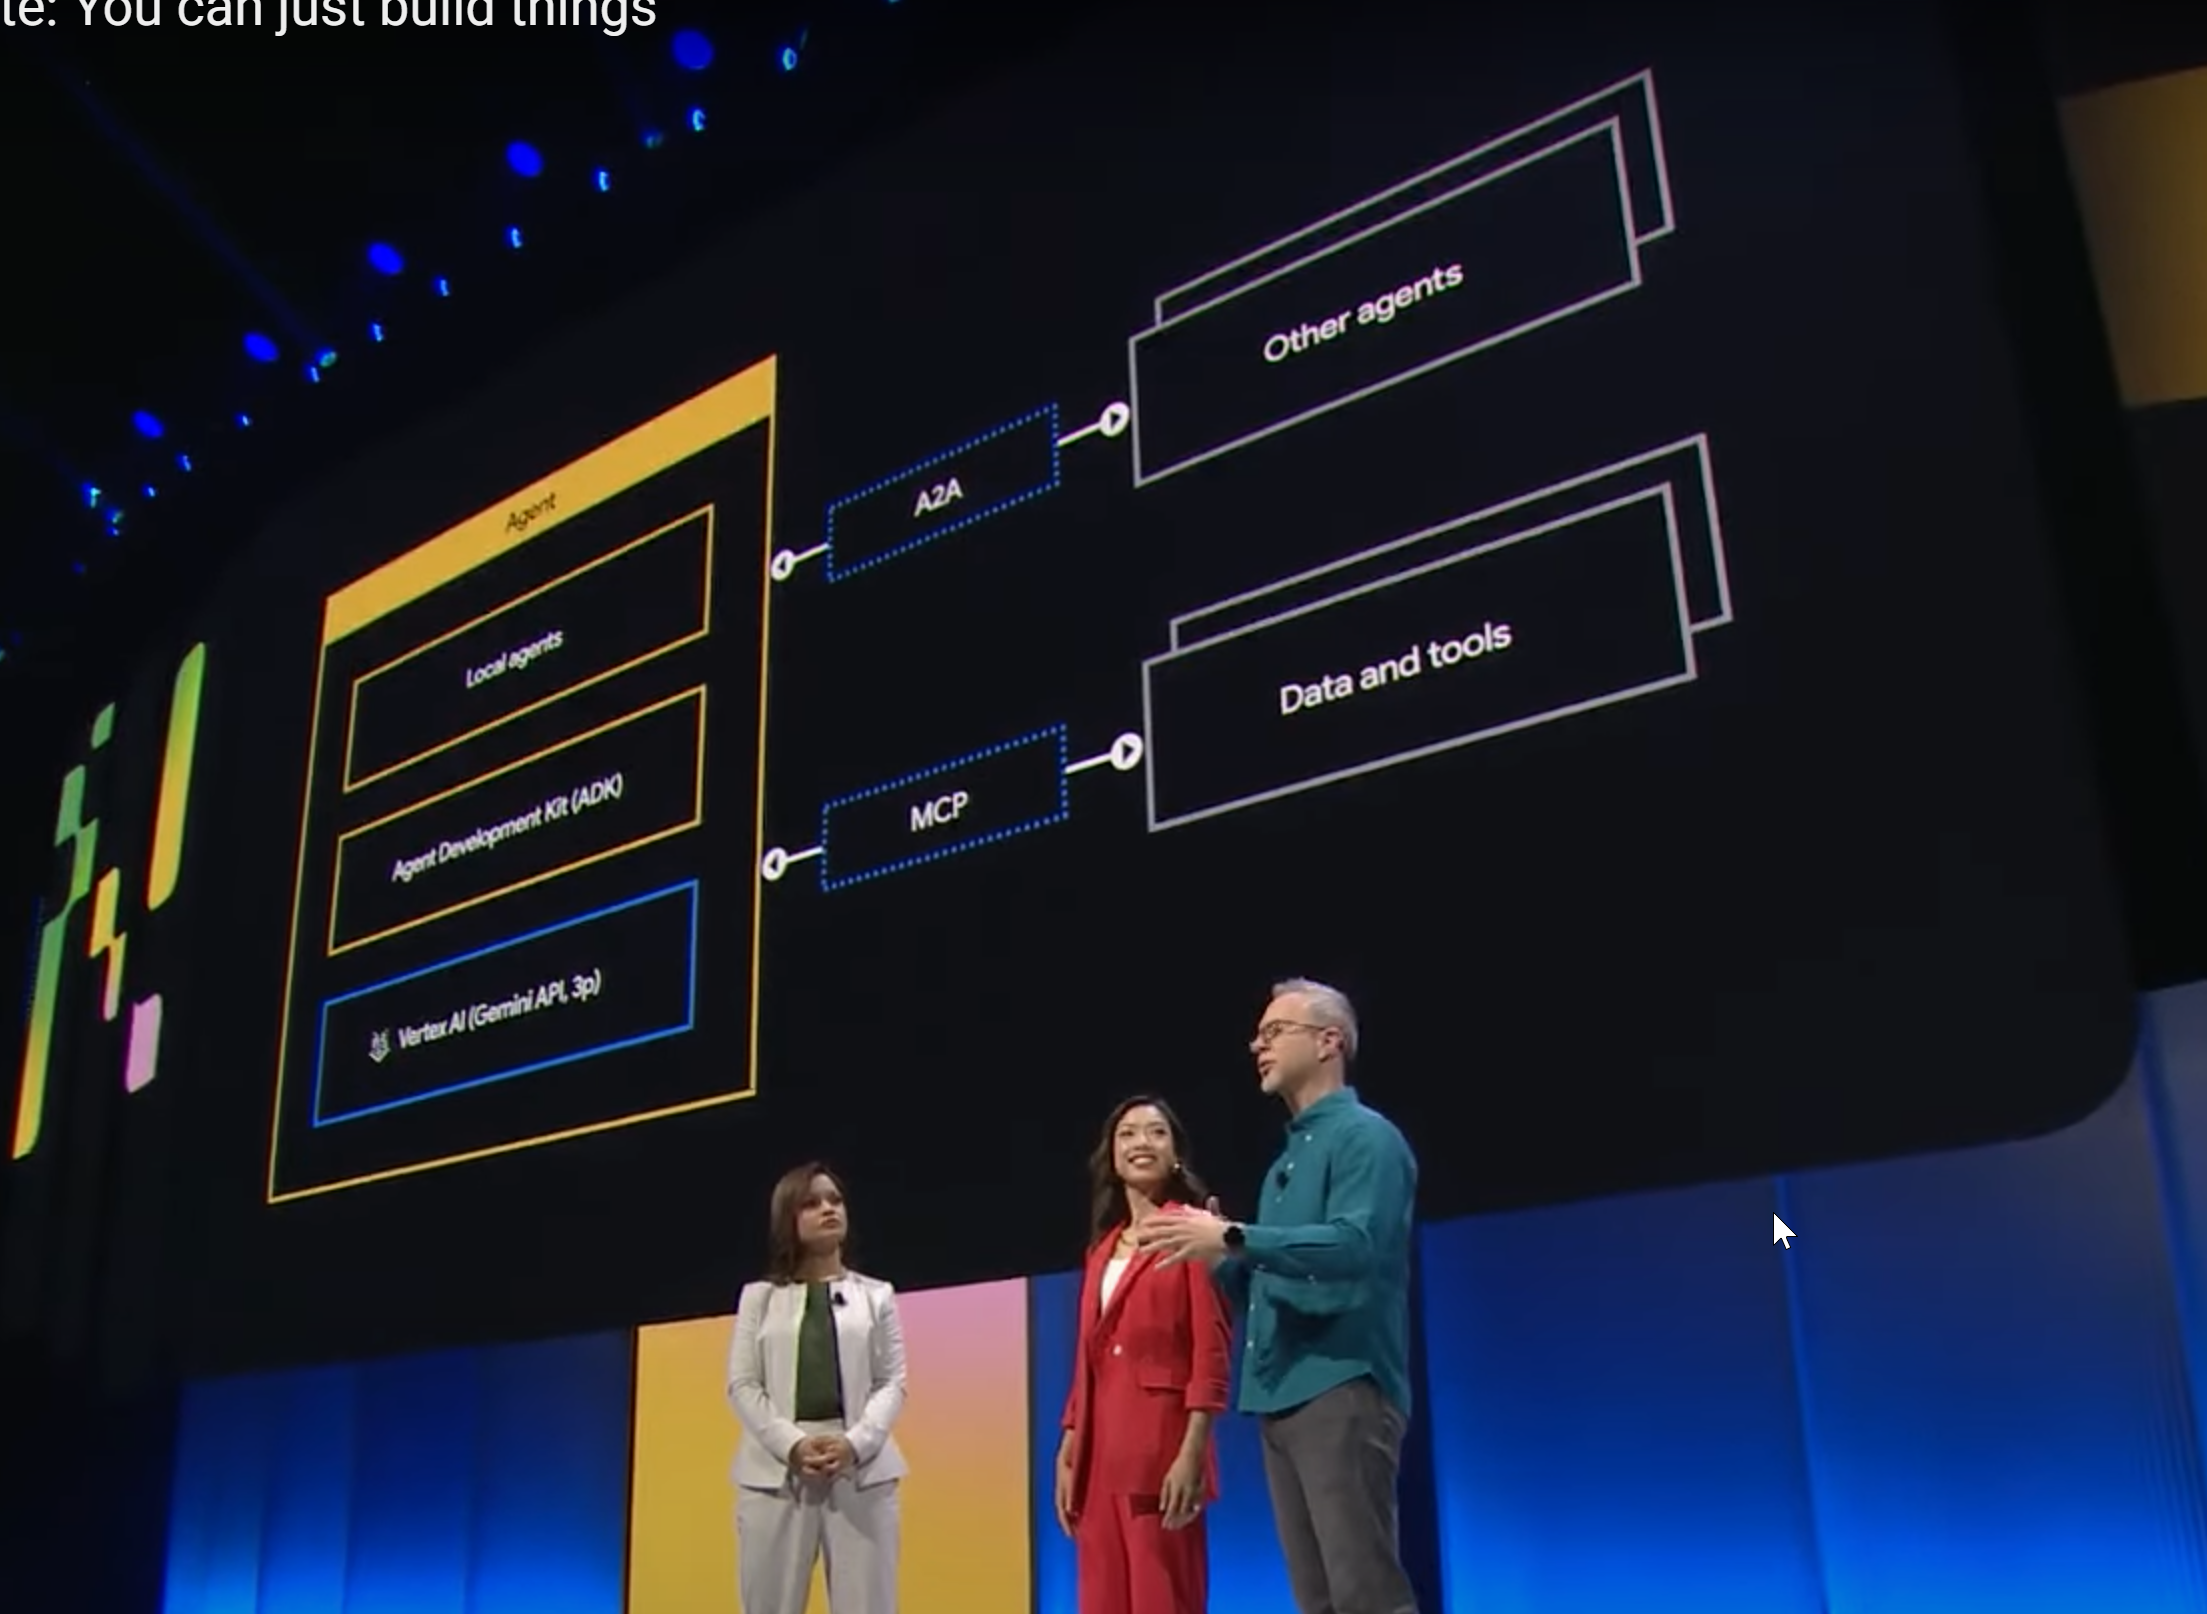 te: You can just build things
Agent
Local agents
Agent Development Kit (ADK)
Vertex AI (Gemini API, 3p)
A2A
MCP
Other agents
Data and tools